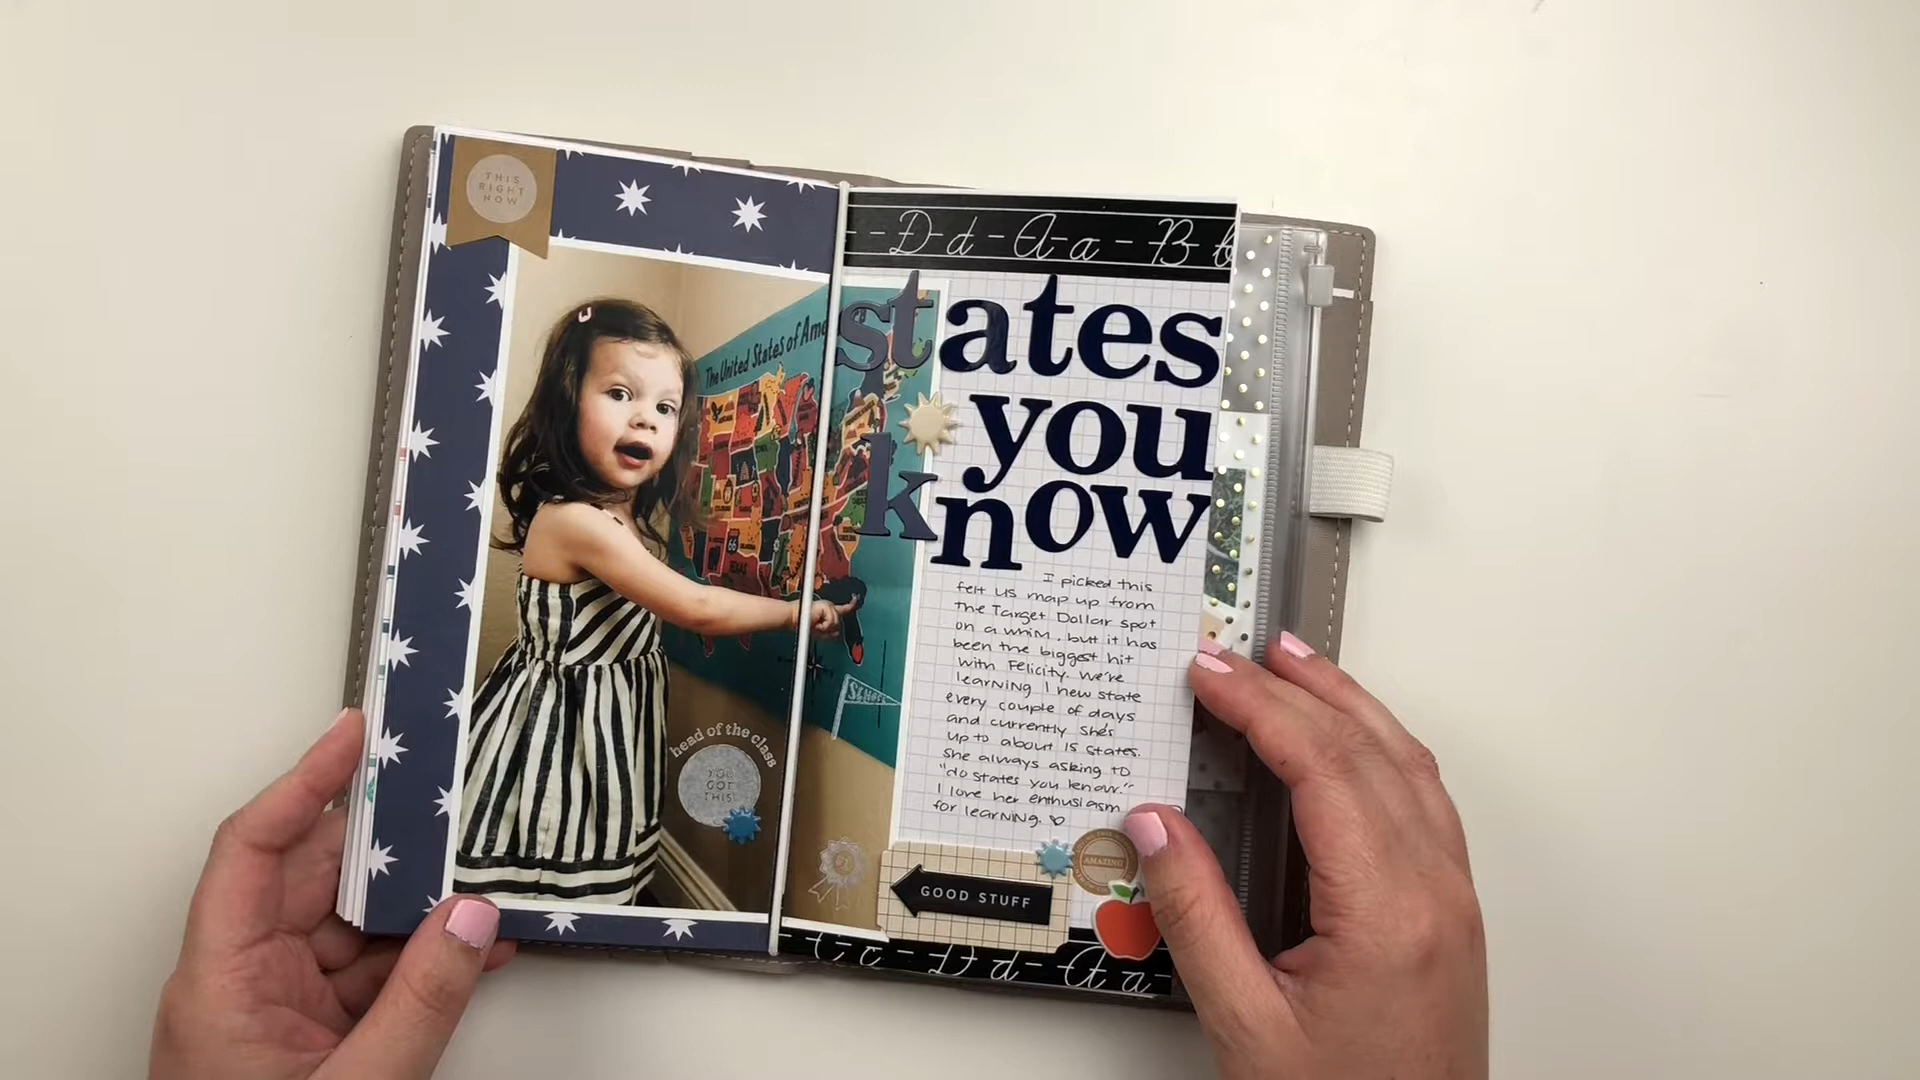 THIS
RIGHT
NOW
D d A a B b
The United States of America
states
you
know
I picked this
felt US map up from
the Target Dollar spot
on a whim, but it has
been the biggest hit
with Felicity. We're
learning 1 new state
every couple of days
and currently she's
up to about 15 states.
She always asking to
"do states you know."
I love her enthusiasm
for learning.
SCHOOL
head of the class
YOU
GOT
THIS
#1
AMAZING
GOOD STUFF
C c D d A a